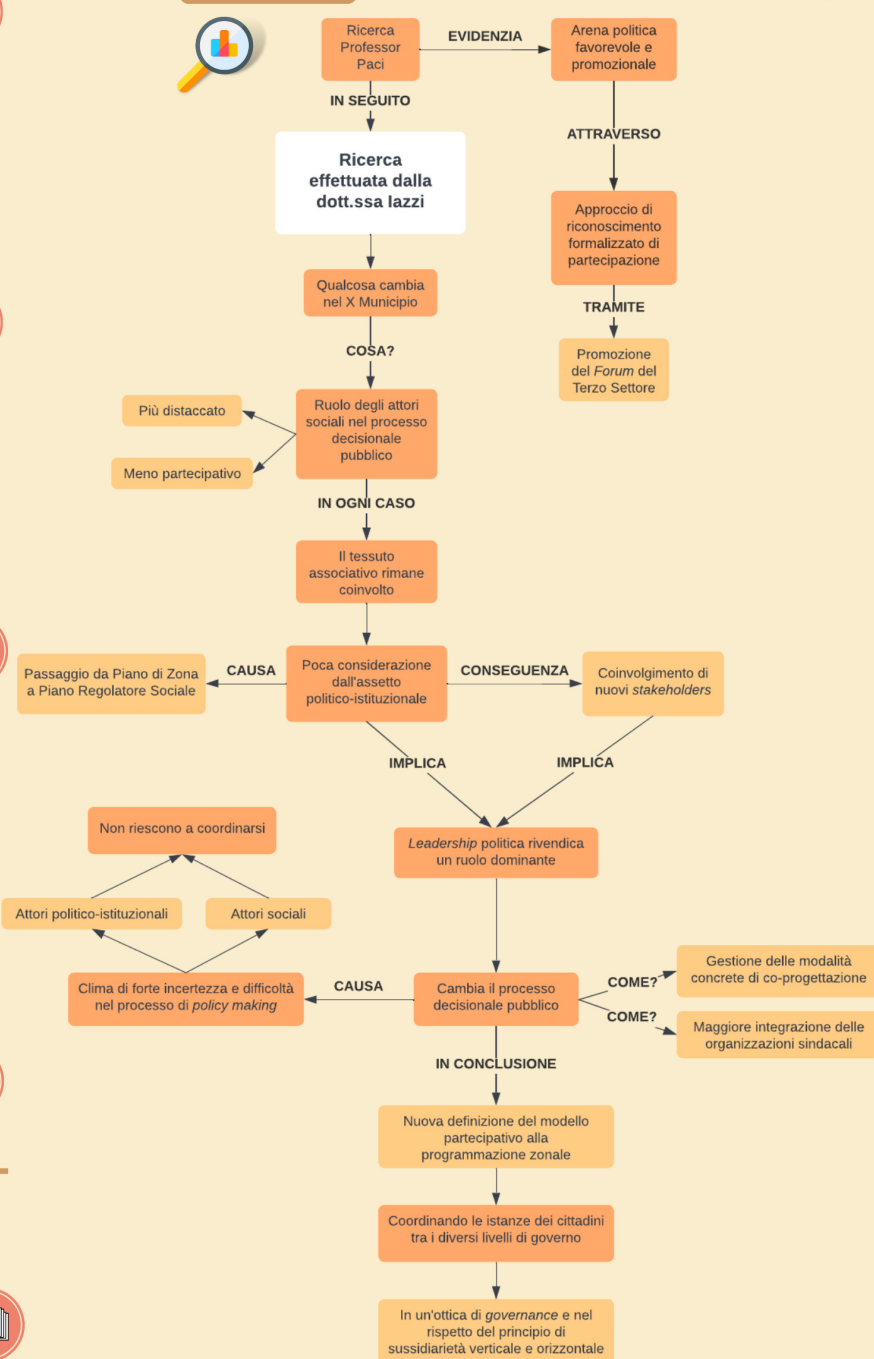 Ricerca
Professor
Paci
EVIDENZIA
Arena politica
favorevole e
promozionale
IN SEGUITO
ATTRAVERSO
Ricerca
effettuata dalla
dott.ssa Iazzi
Approccio di
riconoscimento
formalizzato di
partecipazione
Qualcosa cambia
nel X Municipio
TRAMITE
COSA?
Promozione
del Forum del
Terzo Settore
Più distaccato
Ruolo degli attori
sociali nel processo
decisionale
pubblico
Meno partecipativo
IN OGNI CASO
Il tessuto
associativo rimane
coinvolto
Passaggio da Piano di Zona
a Piano Regolatore Sociale
CAUSA
Poca considerazione
dall'assetto
politico-istituzionale
CONSEGUENZA
Coinvolgimento di
nuovi stakeholders
IMPLICA
IMPLICA
Non riescono a coordinarsi
Leadership politica rivendica
un ruolo dominante
Attori politico-istituzionali
Attori sociali
Clima di forte incertezza e difficoltà
nel processo di policy making
CAUSA
Cambia il processo
decisionale pubblico
COME?
Gestione delle modalità
concrete di co-progettazione
COME?
Maggiore integrazione delle
organizzazioni sindacali
IN CONCLUSIONE
Nuova definizione del modello
partecipativo alla
programmazione zonale
Coordinando le istanze dei cittadini
tra i diversi livelli di governo
In un'ottica di governance e nel
rispetto del principio di
sussidiarietà verticale e orizzontale